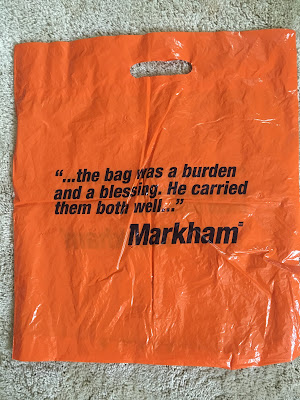 “...the bag was a burden
and a blessing. He carried
them both well...”
Markham